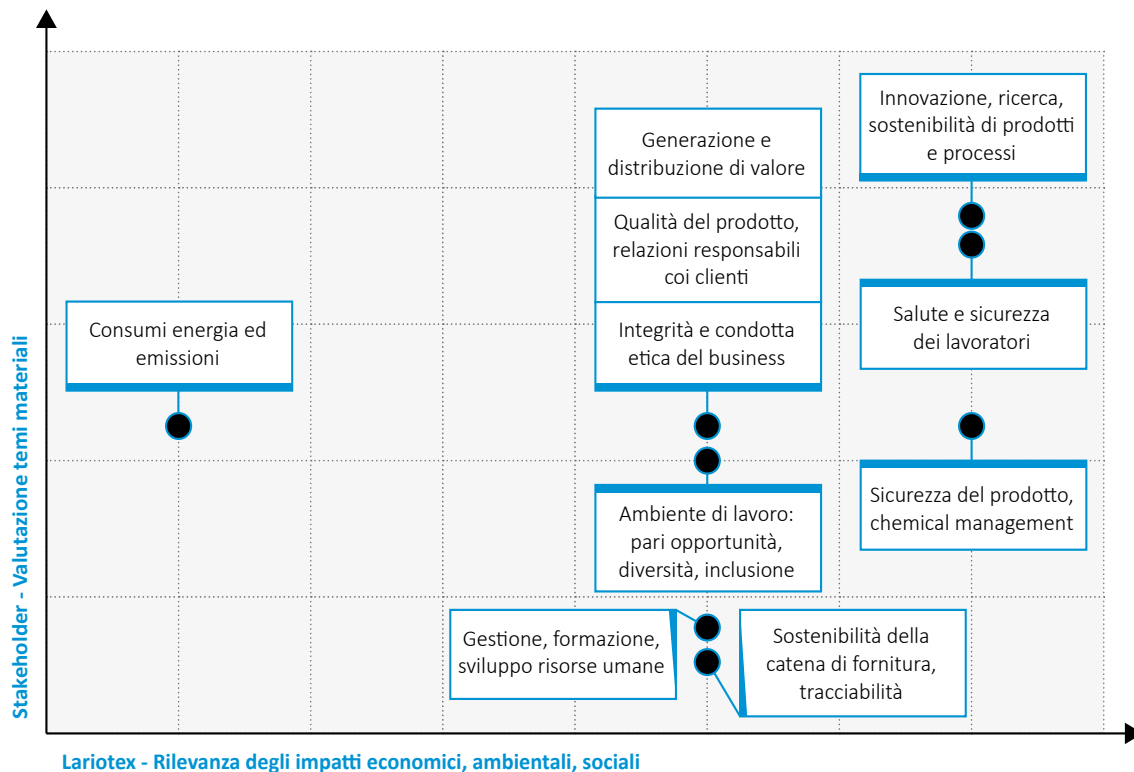 Stakeholder - Valutazione temi materiali
Consumi energia ed
emissioni
Generazione e
distribuzione di valore
Qualità del prodotto,
relazioni responsabili
coi clienti
Integrità e condotta
etica del business
Ambiente di lavoro:
pari opportunità,
diversità, inclusione
Gestione, formazione,
sviluppo risorse umane
Sostenibilità della
catena di fornitura,
tracciabilità
Innovazione, ricerca,
sostenibilità di prodotti
e processi
Salute e sicurezza
dei lavoratori
Sicurezza del prodotto,
chemical management
Lariotex - Rilevanza degli impatti economici, ambientali, sociali